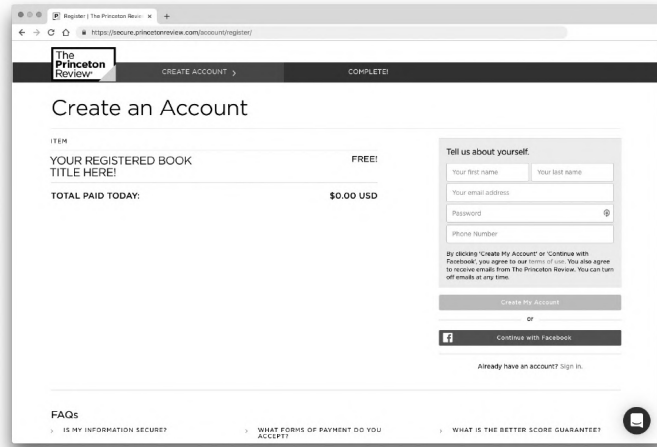 Register | The Princeton Revie
https://secure.princetonreview.com/account/register/
The
Princeton
Review
CREATE ACCOUNT
COMPLETE!
Create an Account
ITEM
YOUR REGISTERED BOOK
TITLE HERE!
FREE!
TOTAL PAID TODAY:
$0.00 USD
Tell us about yourself.
Your first name
Your last name
Your email address
Password
Phone Number
By clicking 'Create My Account' or 'Continue with
Facebook', you agree to our terms of use. You also agree
to receive emails from The Princeton Review. You can turn
off emails at any time.
Create My Account
or
Continue with Facebook
Already have an account? Sign in.
FAQs
IS MY INFORMATION SECURE?
WHAT FORMS OF PAYMENT DO YOU
ACCEPT?
WHAT IS THE BETTER SCORE GUARANTEE?